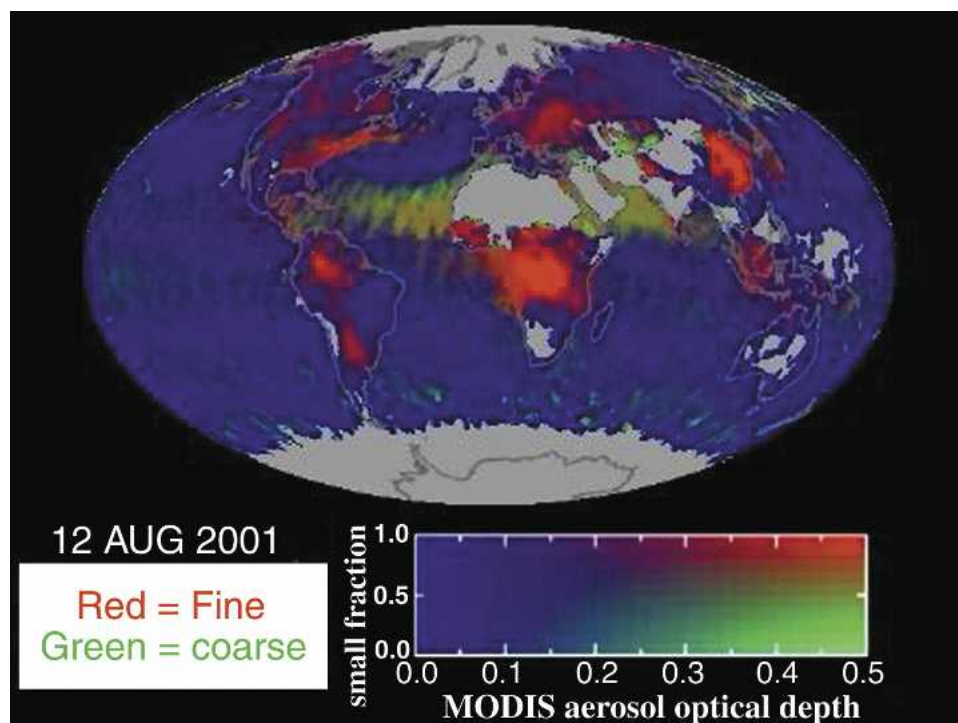 12 AUG 2001
Red = Fine
Green = coarse
small fraction
1.0
0.5
0.0
0.0 0.1 0.2 0.3 0.4 0.5
MODIS aerosol optical depth